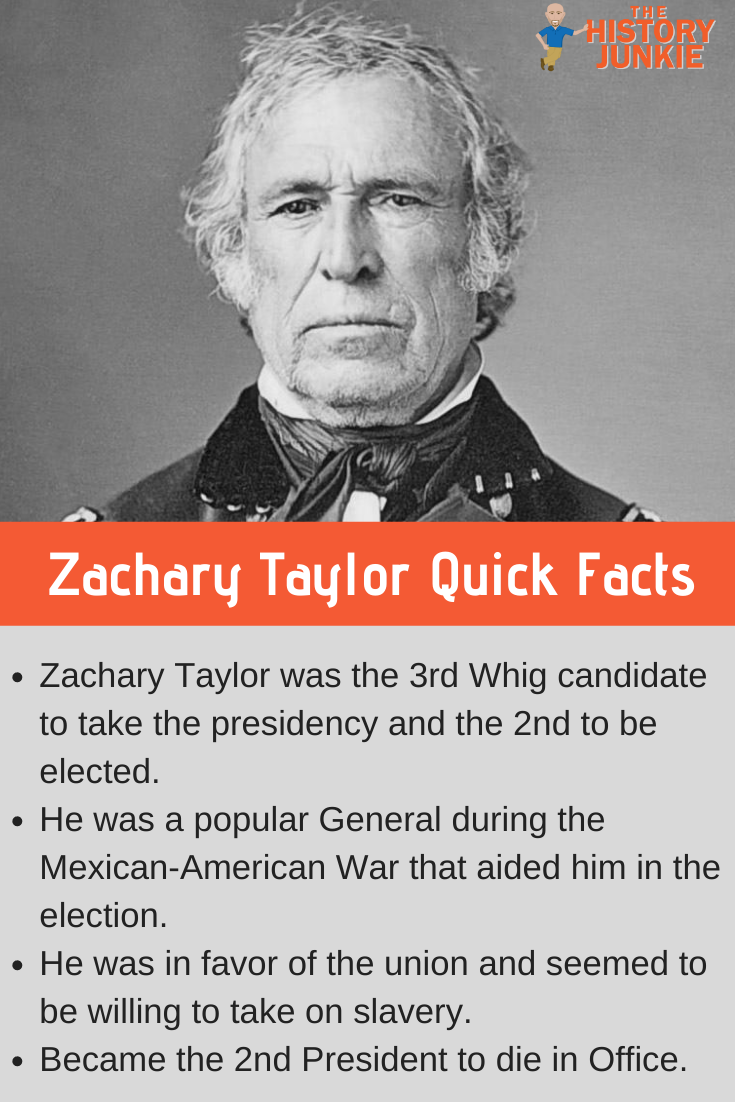 THE
HISTORY
JUNKIE
Zachary Taylor Quick Facts
• Zachary Taylor was the 3rd Whig candidate
to take the presidency and the 2nd to be
elected.
• He was a popular General during the
Mexican-American War that aided him in the
election.
• He was in favor of the union and seemed to
be willing to take on slavery.
• Became the 2nd President to die in Office.